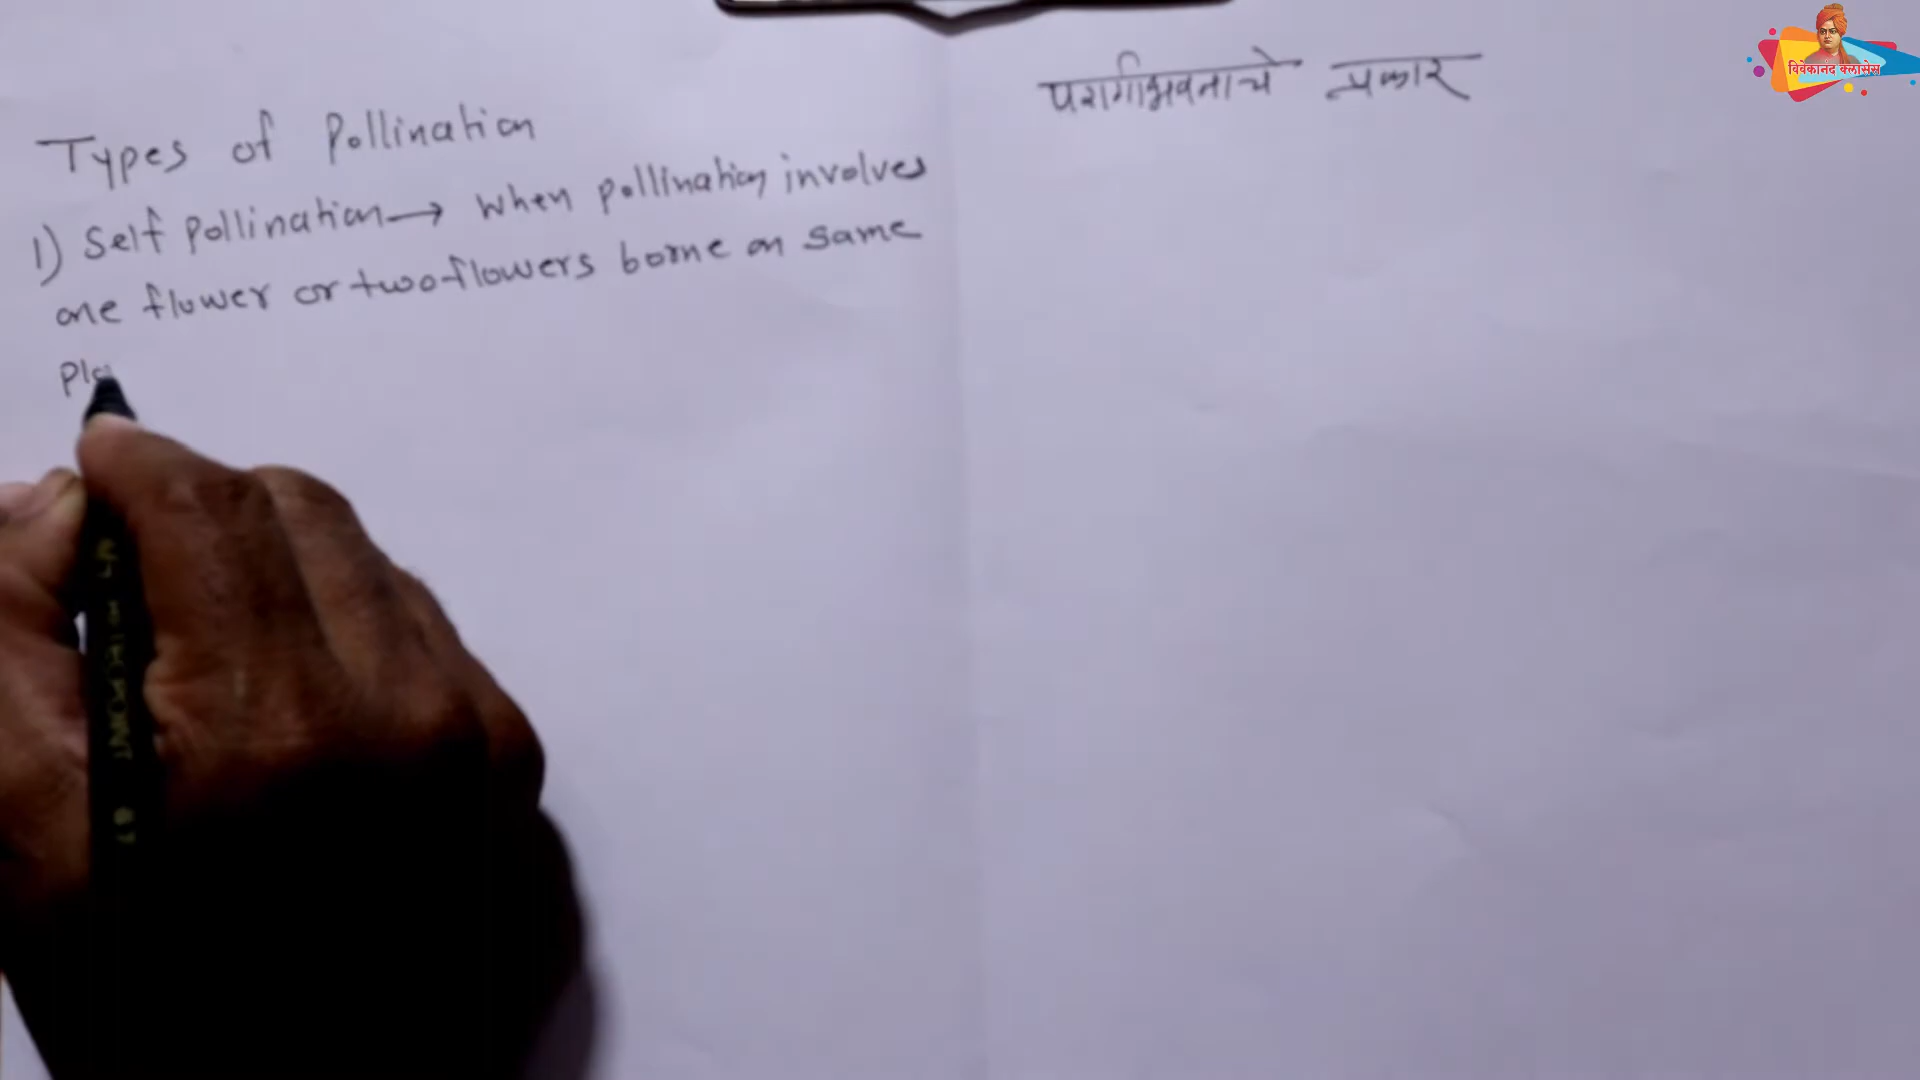 Types of Pollination
1) Self pollination → When pollination involves
one flower or two flowers borne on same
Pla
परागीभवनाचे प्रकार
विवेकानंद क्लासेस